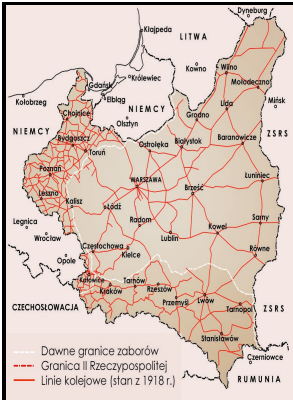 Dyneburg
Kłajpeda
LITWA
Kowno
Wilno
Królewiec
Mołodeczno
Gdańsk
Elbląg
Kołobrzeg
NIEMCY
Lida
Mińsk
Chojnice
Olsztyn
Grodno
NIEMCY
Bydgoszcz
Ostrołęka
Białystok
Baranowicze
ZSRS
Toruń
Poznań
WARSZAWA
Łuniniec
Leszno
Kalisz
Łódź
Brześć
Legnica
Radom
Sarny
Wrocław
Lublin
Kowel
Częstochowa
Kielce
Równe
Opole
Katowice
Tarnów
Kraków
Rzeszów
Lwów
CZECHOSŁOWACJA
Przemyśl
Tarnopol
ZSRS
Stanisławów
Czerniowce
RUMUNIA
Dawne granice zaborów
Granica II Rzeczypospolitej
Linie kolejowe (stan z 1918 r.)